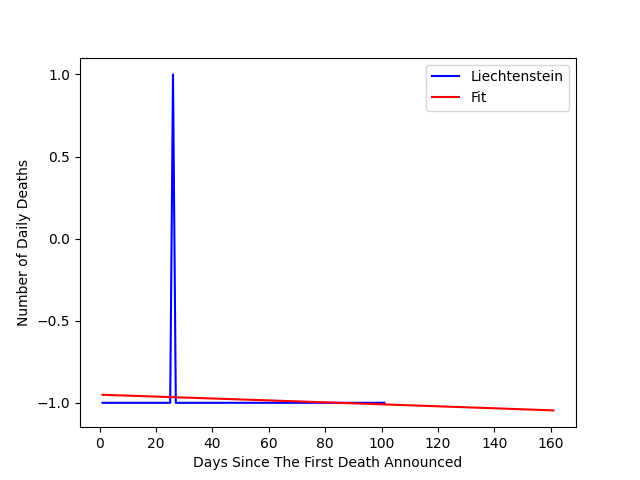 Liechtenstein
Fit
1.0
0.5
0.0
−0.5
−1.0
Number of Daily Deaths
0 20 40 60 80 100 120 140 160
Days Since The First Death Announced